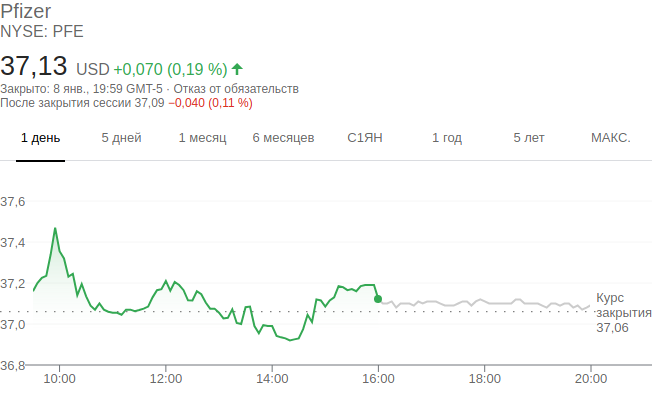 Pfizer
NYSE: PFE
37,13 USD +0,070 (0,19 %)
Закрыто: 8 янв., 19:59 GMT-5 · Отказ от обязательств
После закрытия сессии 37,09 −0,040 (0,11 %)
1 день 5 дней 1 месяц 6 месяцев С1ЯН 1 год 5 лет МАКС.
37,6
37,4
37,2
37,0
36,8
Курс
закрытия
37,06
10:00 12:00 14:00 16:00 18:00 20:00